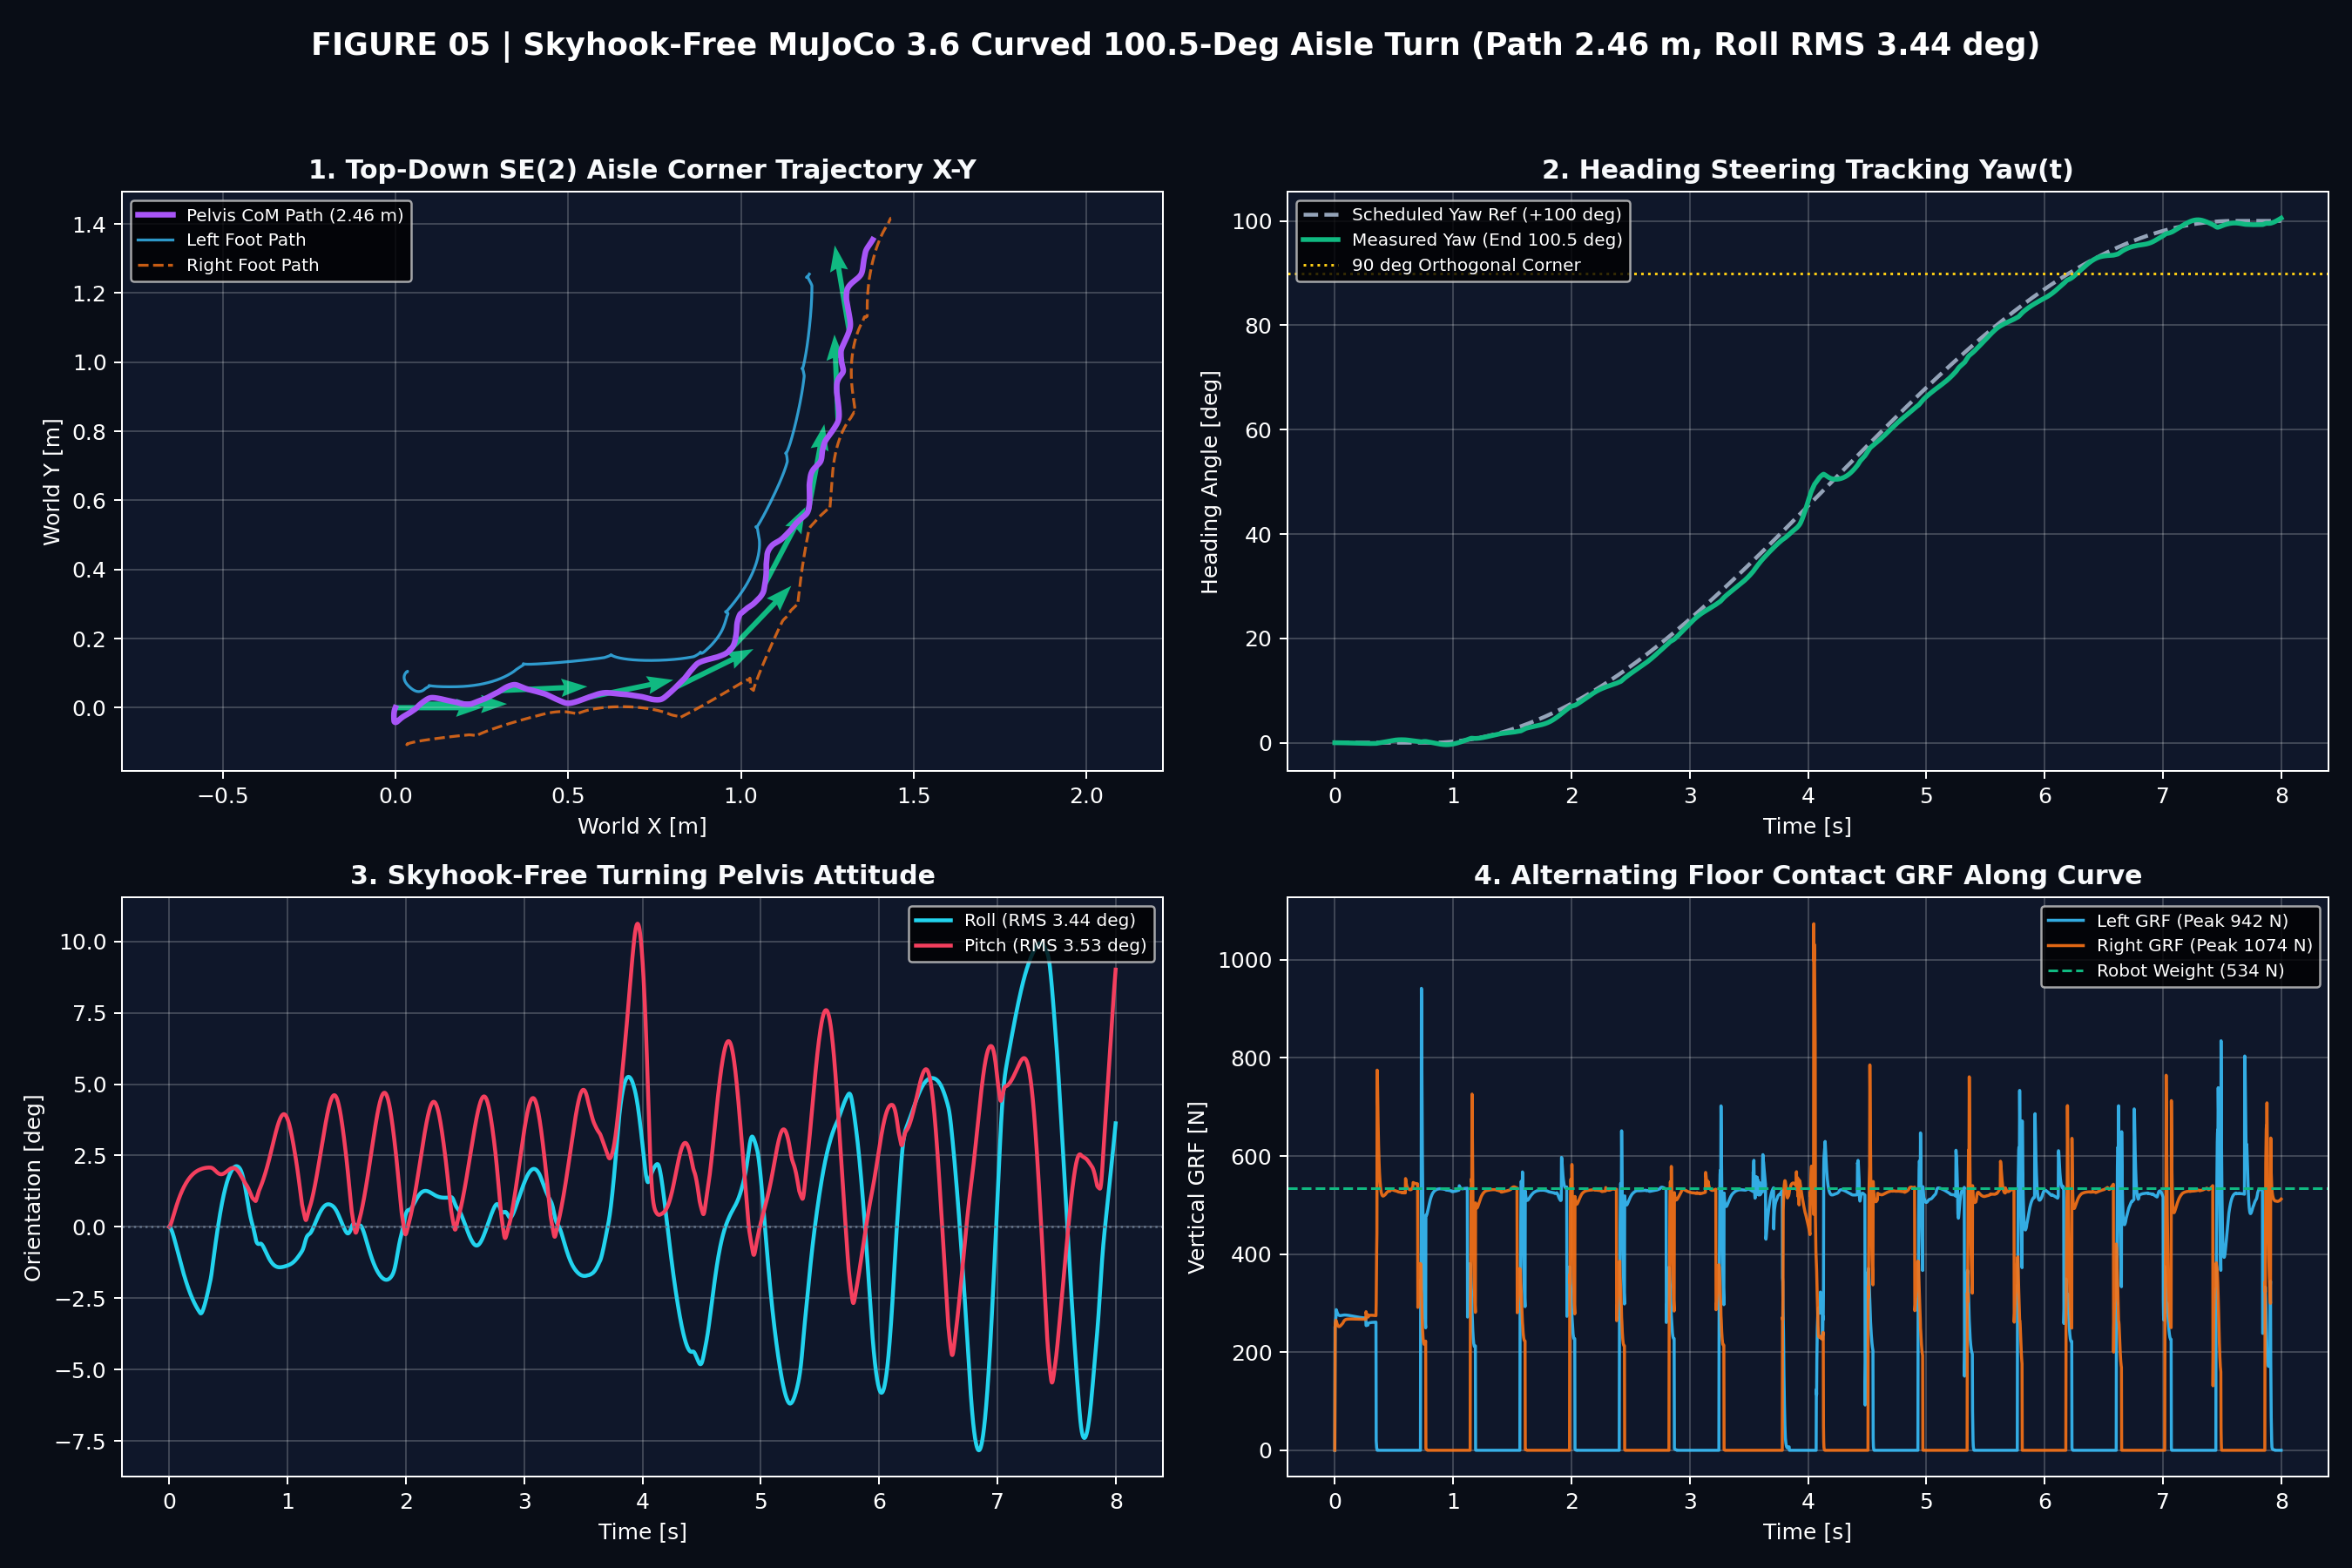 FIGURE 05 | Skyhook-Free MuJoCo 3.6 Curved 100.5-Deg Aisle Turn (Path 2.46 m, Roll RMS 3.44 deg)
1. Top-Down SE(2) Aisle Corner Trajectory X-Y
Pelvis CoM Path (2.46 m)
Left Foot Path
Right Foot Path
World Y [m]
1.4
1.2
1.0
0.8
0.6
0.4
0.2
0.0
−0.5
0.0
0.5
1.0
1.5
2.0
World X [m]
2. Heading Steering Tracking Yaw(t)
Scheduled Yaw Ref (+100 deg)
Measured Yaw (End 100.5 deg)
90 deg Orthogonal Corner
Heading Angle [deg]
100
80
60
40
20
0
0
1
2
3
4
5
6
7
8
Time [s]
3. Skyhook-Free Turning Pelvis Attitude
Roll (RMS 3.44 deg)
Pitch (RMS 3.53 deg)
Orientation [deg]
10.0
7.5
5.0
2.5
0.0
−2.5
−5.0
−7.5
0
1
2
3
4
5
6
7
8
Time [s]
4. Alternating Floor Contact GRF Along Curve
Left GRF (Peak 942 N)
Right GRF (Peak 1074 N)
Robot Weight (534 N)
Vertical GRF [N]
1000
800
600
400
200
0
0
1
2
3
4
5
6
7
8
Time [s]